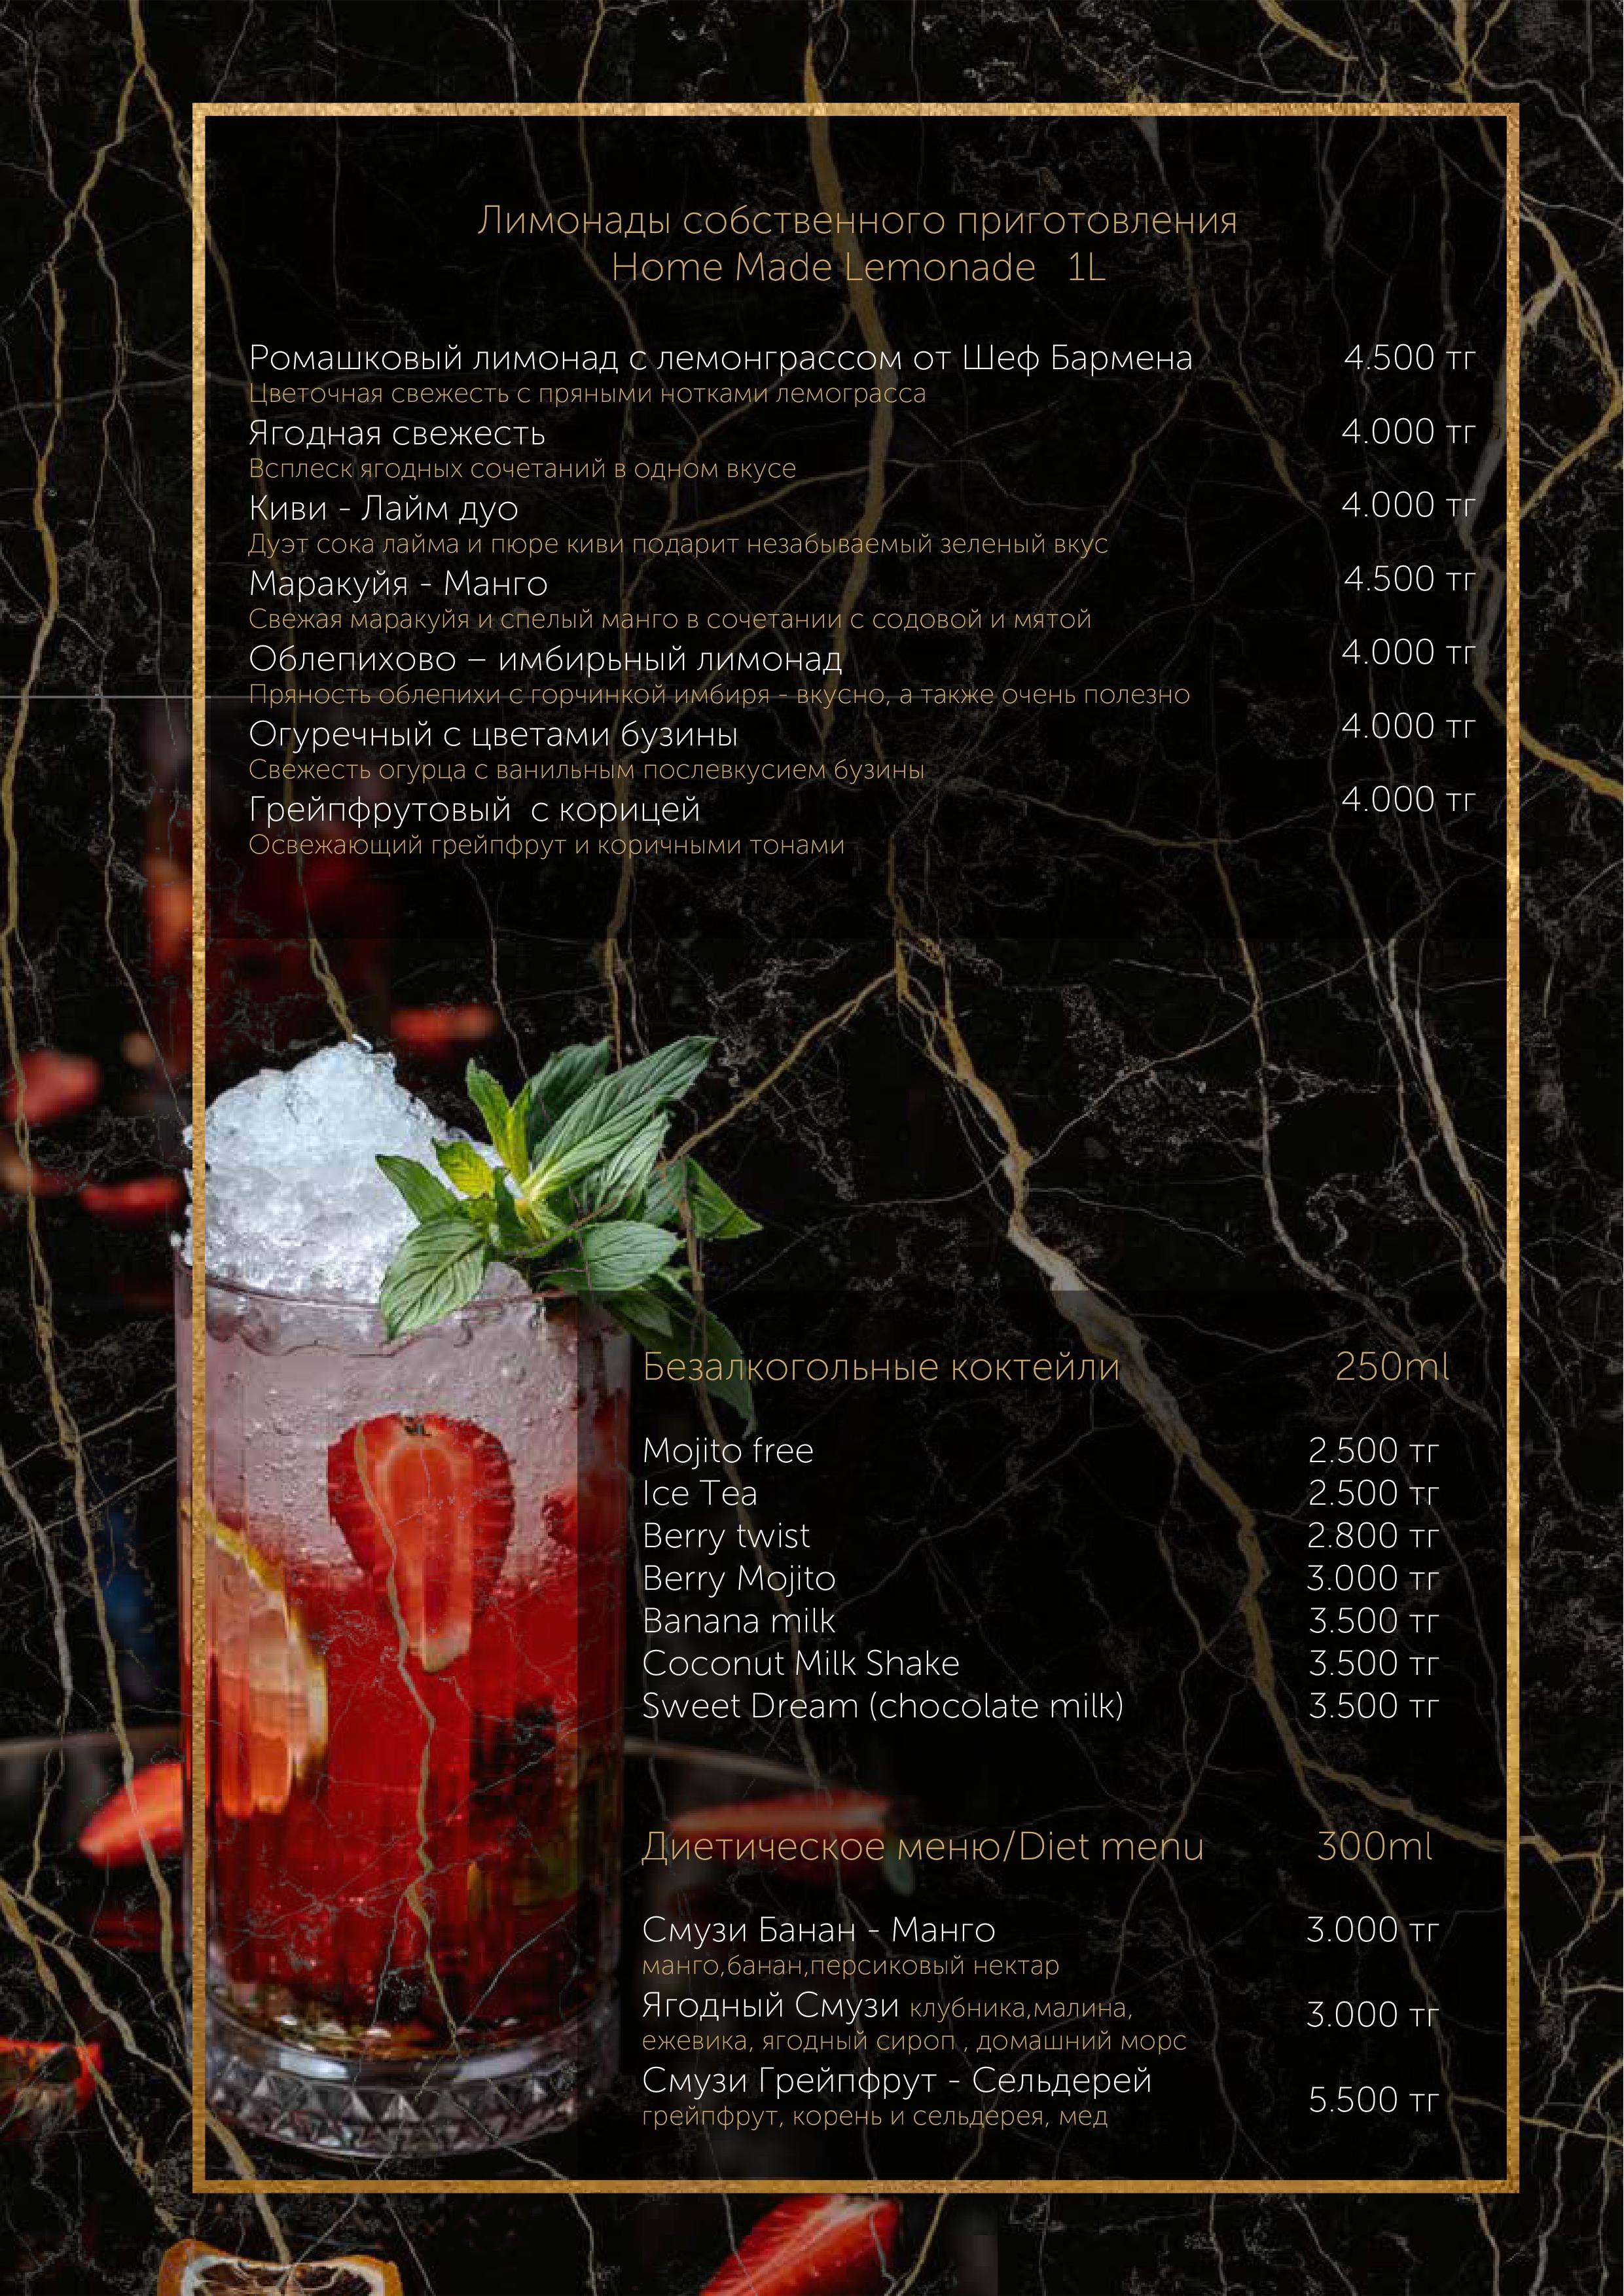 Лимонады собственного приготовления
Home Made Lemonade 1L
Ромашковый лимонад с лемонграссом от Шеф Бармена 4.500 тг
Цветочная свежесть с пряными нотками лемограсса
Ягодная свежесть 4.000 тг
Всплеск ягодных сочетаний в одном вкусе
Киви - Лайм дуо 4.000 тг
Дуэт сока лайма и пюре киви подарит незабываемый зеленый вкус
Маракуйя - Манго 4.500 тг
Свежая маракуйя и спелый манго в сочетании с содовой и мятой
Облепихово – имбирьный лимонад 4.000 тг
Пряность облепихи с горчинкой имбиря - вкусно, а также очень полезно
Огуречный с цветами бузины 4.000 тг
Свежесть огурца с ванильным послевкусием бузины
Грейпфрутовый с корицей 4.000 тг
Освежающий грейпфрут и коричными тонами
Безалкогольные коктейли 250ml
Mojito free 2.500 тг
Ice Tea 2.500 тг
Berry twist 2.800 тг
Berry Mojito 3.000 тг
Banana milk 3.500 тг
Coconut Milk Shake 3.500 тг
Sweet Dream (chocolate milk) 3.500 тг
Диетическое меню/Diet menu 300ml
Смузи Банан - Манго 3.000 тг
манго,банан,персиковый нектар
Ягодный Смузи клубника,малина, 3.000 тг
ежевика, ягодный сироп , домашний морс
Смузи Грейпфрут - Сельдерей 5.500 тг
грейпфрут, корень и сельдерея, мед